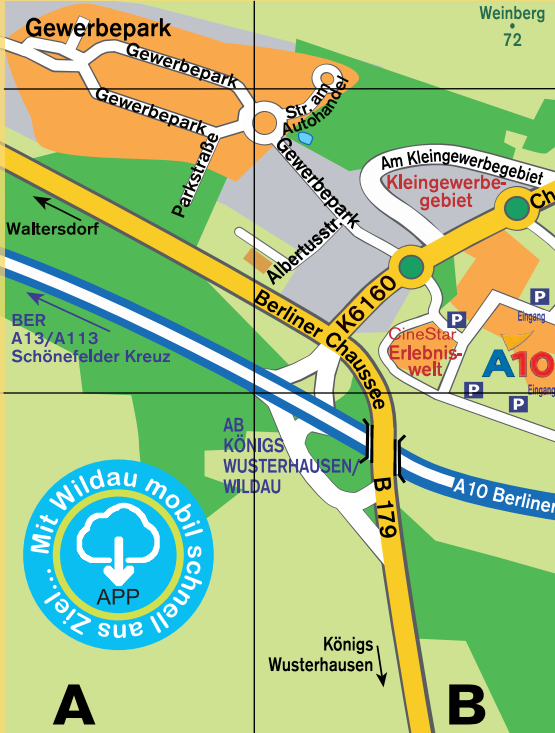 Gewerbepark
Weinberg
72
Gewerbepark
Gewerbepark
Str. am
Autohandel
Parkstraße
Gewerbepark
Albertusstr.
Am Kleingewerbegebiet
Kleingewerbe-
gebiet
Ch
Waltersdorf
K6160
Berliner Chaussee
BER
A13/A113
Schönefelder Kreuz
CineStar
Erlebnis-
welt
P
Eingang
P
A10
Eingang
P
P
AB
KÖNIGS
WUSTERHAUSEN/
WILDAU
A10 Berliner
B 179
Mit Wildau mobil schnell ans Ziel....
APP
Königs
Wusterhausen
A
B